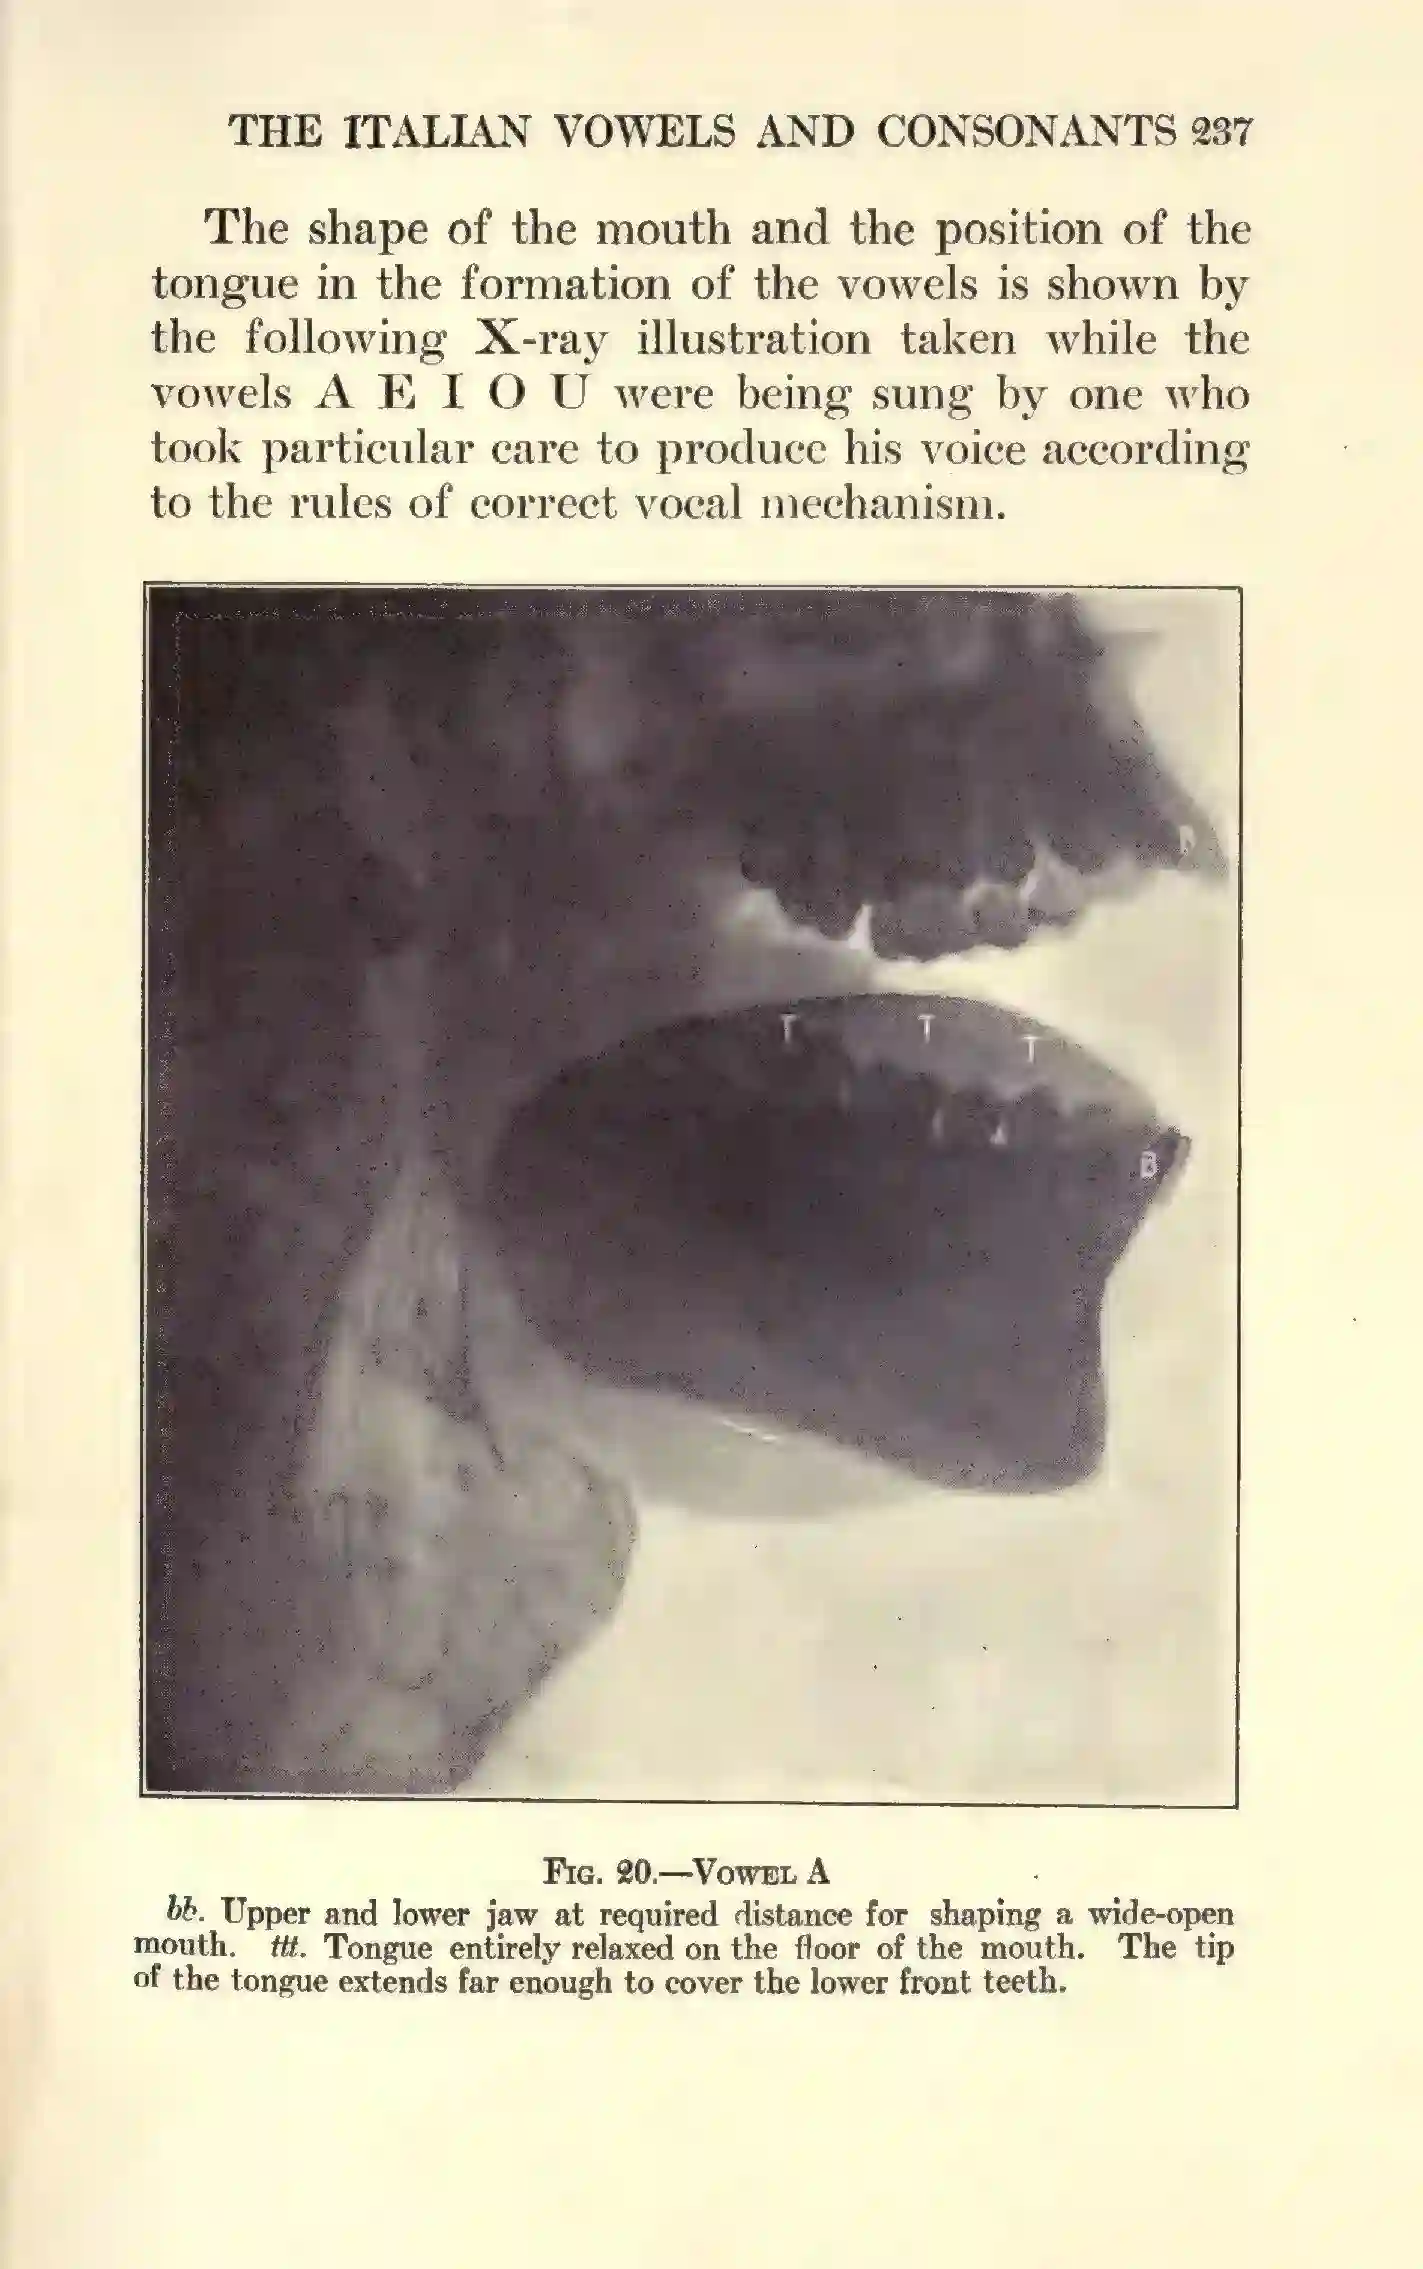 THE ITALIAN VOWELS AND CONSONANTS 237
The shape of the mouth and the position of the
tongue in the formation of the vowels is shown by
the following X-ray illustration taken while the
vowels A E I O U were being sung by one who
took particular care to produce his voice according
to the rules of correct vocal mechanism.
T T T
B
FIG. 20.—VOWEL A
bb. Upper and lower jaw at required distance for shaping a wide-open
mouth. ttt. Tongue entirely relaxed on the floor of the mouth. The tip
of the tongue extends far enough to cover the lower front teeth.